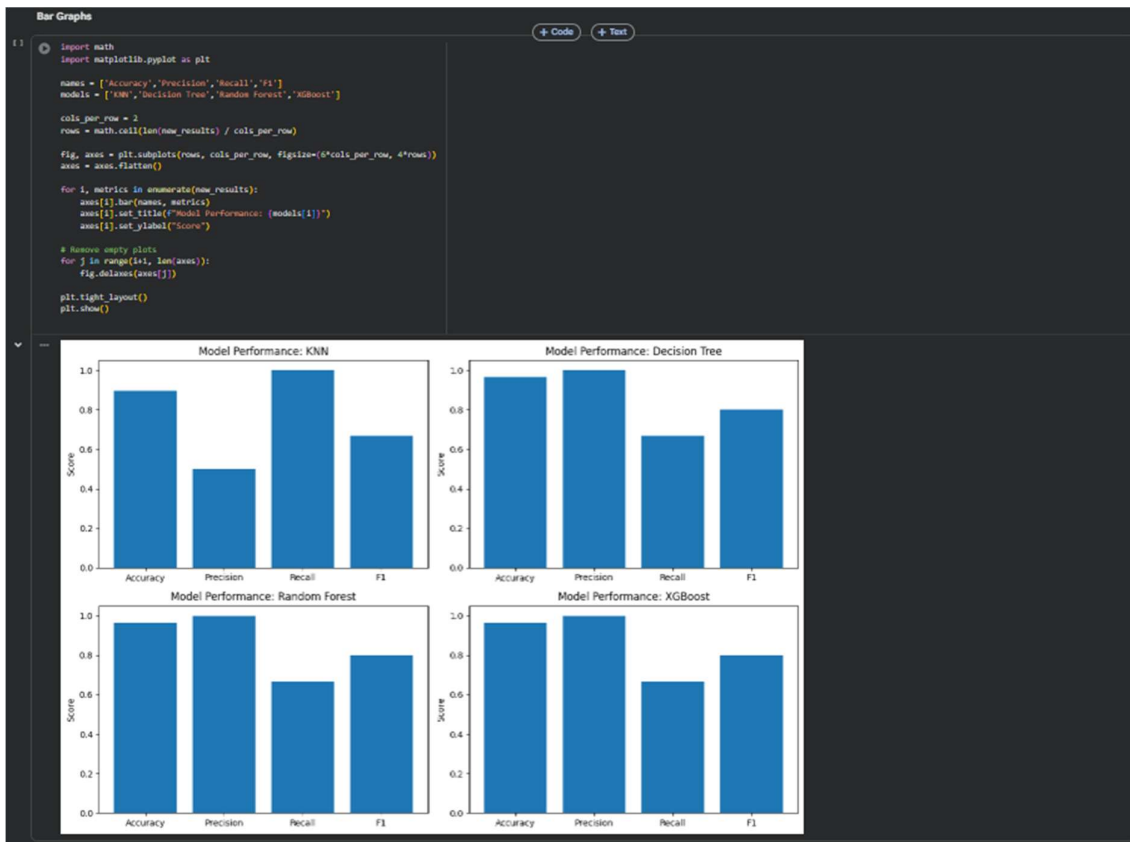 Bar Graphs
+ Code + Text
[ ]
import math
import matplotlib.pyplot as plt
names = ['Accuracy','Precision','Recall','F1']
models = ['KNN','Decision Tree','Random Forest','XGBoost']
cols_per_row = 2
rows = math.ceil(len(new_results) / cols_per_row)
fig, axes = plt.subplots(rows, cols_per_row, figsize=(6*cols_per_row, 4*rows))
axes = axes.flatten()
for i, metrics in enumerate(new_results):
    axes[i].bar(names, metrics)
    axes[i].set_title(f"Model Performance: {models[i]}")
    axes[i].set_ylabel("Score")
# Remove empty plots
for j in range(i+1, len(axes)):
    fig.delaxes(axes[j])
plt.tight_layout()
plt.show()
Model Performance: KNN
1.0
0.8
0.6
0.4
0.2
0.0
Score
Accuracy Precision Recall F1
Model Performance: Decision Tree
1.0
0.8
0.6
0.4
0.2
0.0
Score
Accuracy Precision Recall F1
Model Performance: Random Forest
1.0
0.8
0.6
0.4
0.2
0.0
Score
Accuracy Precision Recall F1
Model Performance: XGBoost
1.0
0.8
0.6
0.4
0.2
0.0
Score
Accuracy Precision Recall F1